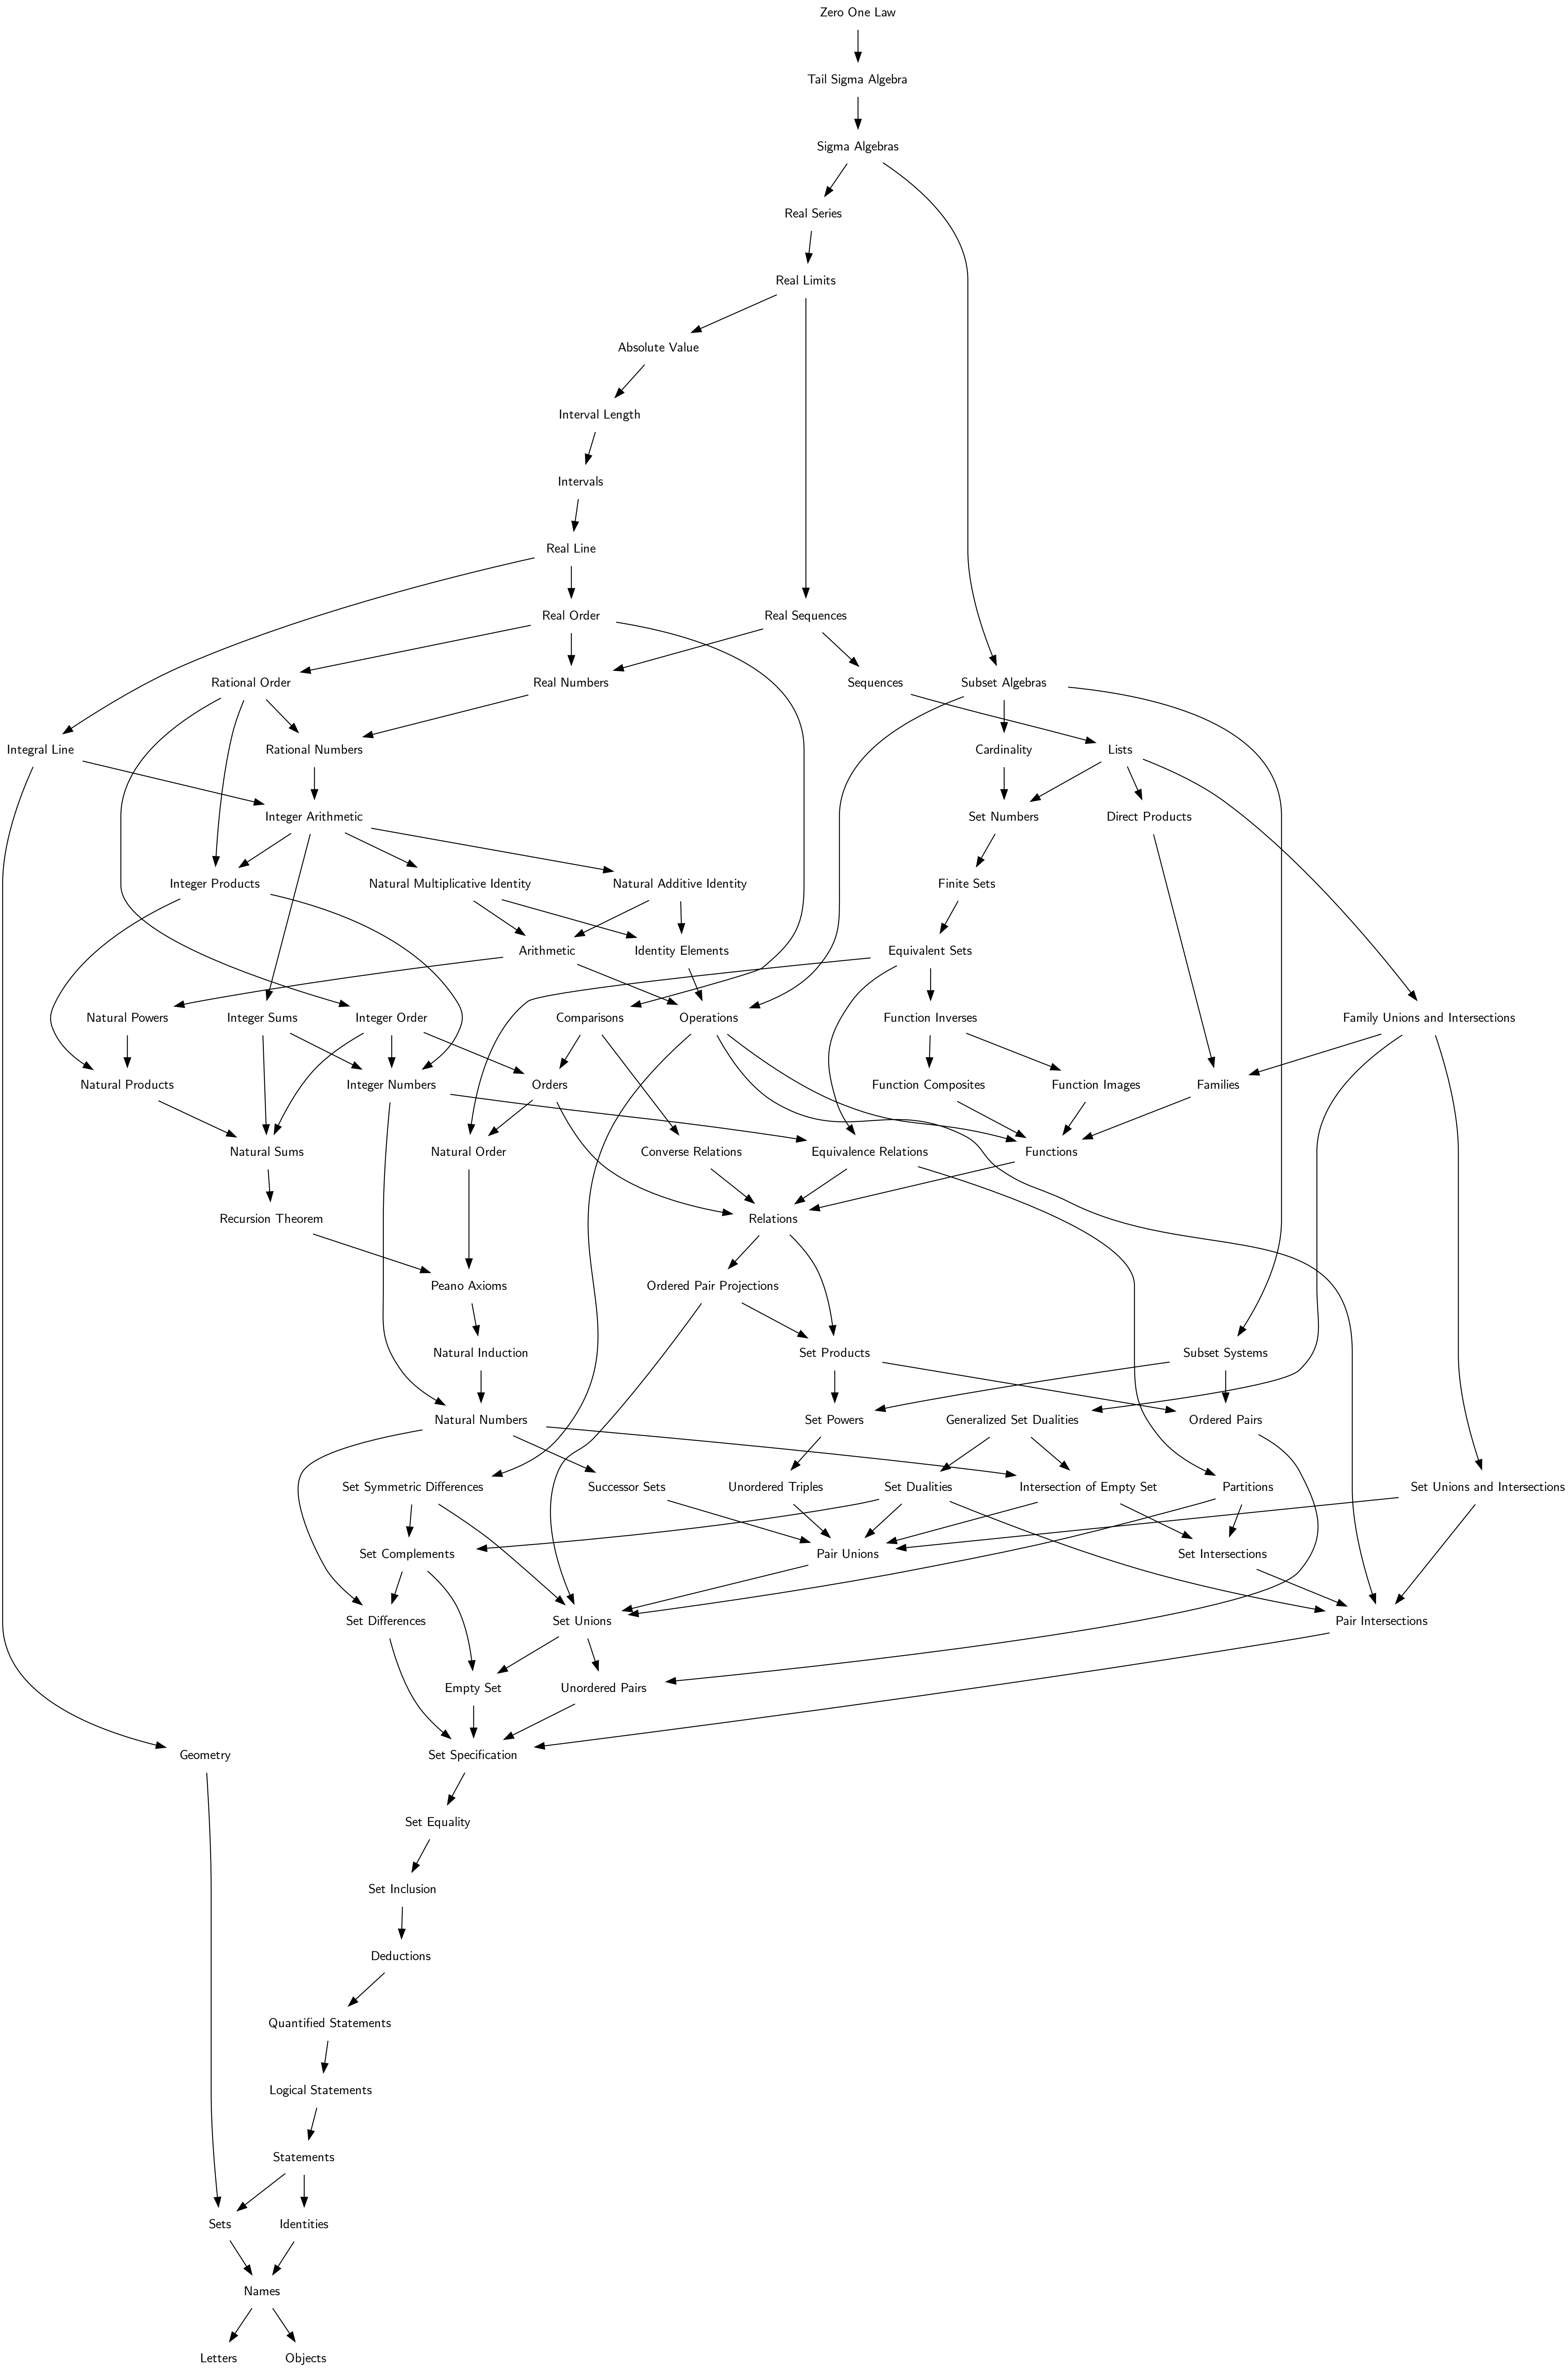 Zero One Law
Tail Sigma Algebra
Sigma Algebras
Real Series
Real Limits
Absolute Value
Interval Length
Intervals
Real Line
Real Order
Real Sequences
Rational Order
Real Numbers
Sequences
Subset Algebras
Integral Line
Rational Numbers
Cardinality
Lists
Integer Arithmetic
Set Numbers
Direct Products
Integer Products
Natural Multiplicative Identity
Natural Additive Identity
Finite Sets
Arithmetic
Identity Elements
Equivalent Sets
Natural Powers
Integer Sums
Integer Order
Comparisons
Operations
Function Inverses
Family Unions and Intersections
Natural Products
Integer Numbers
Orders
Function Composites
Function Images
Families
Natural Sums
Natural Order
Converse Relations
Equivalence Relations
Functions
Recursion Theorem
Relations
Peano Axioms
Ordered Pair Projections
Natural Induction
Set Products
Subset Systems
Natural Numbers
Set Powers
Generalized Set Dualities
Ordered Pairs
Set Symmetric Differences
Successor Sets
Unordered Triples
Set Dualities
Intersection of Empty Set
Partitions
Set Unions and Intersections
Set Complements
Pair Unions
Set Intersections
Set Differences
Set Unions
Pair Intersections
Empty Set
Unordered Pairs
Geometry
Set Specification
Set Equality
Set Inclusion
Deductions
Quantified Statements
Logical Statements
Statements
Sets
Identities
Names
Letters
Objects